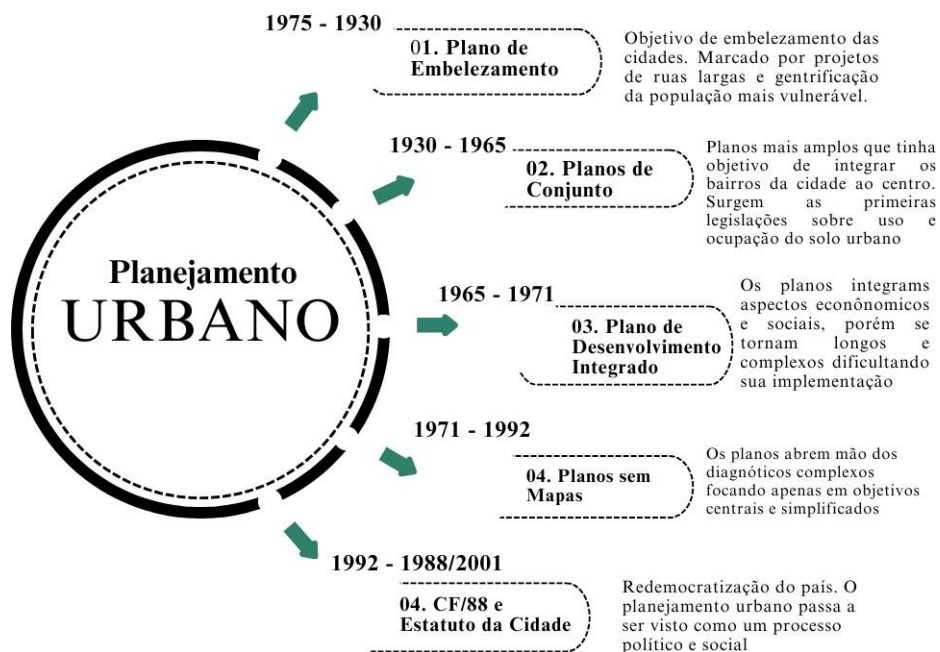 Planejamento
URBANO
1975 - 1930
01. Plano de
Embelezamento
Objetivo de embelezamento das
cidades. Marcado por projetos
de ruas largas e gentrificação
da população mais vulnerável.
1930 - 1965
02. Planos de
Conjunto
Planos mais amplos que tinha
objetivo de integrar os
bairros da cidade ao centro.
Surgem as primeiras
legislações sobre uso e
ocupação do solo urbano
1965 - 1971
03. Plano de
Desenvolvimento
Integrado
Os planos integrams
aspectos econônomicos
e sociais, porém se
tornam longos e
complexos dificultando
sua implementação
1971 - 1992
04. Planos sem
Mapas
Os planos abrem mão dos
diagnóticos complexos
focando apenas em objetivos
centrais e simplificados
1992 - 1988/2001
04. CF/88 e
Estatuto da Cidade
Redemocratização do país. O
planejamento urbano passa a
ser visto como um processo
político e social